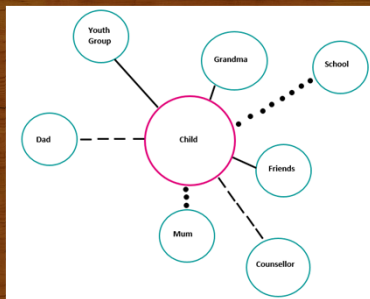 Youth
Group
Grandma
School
Dad
Child
Friends
Mum
Counsellor